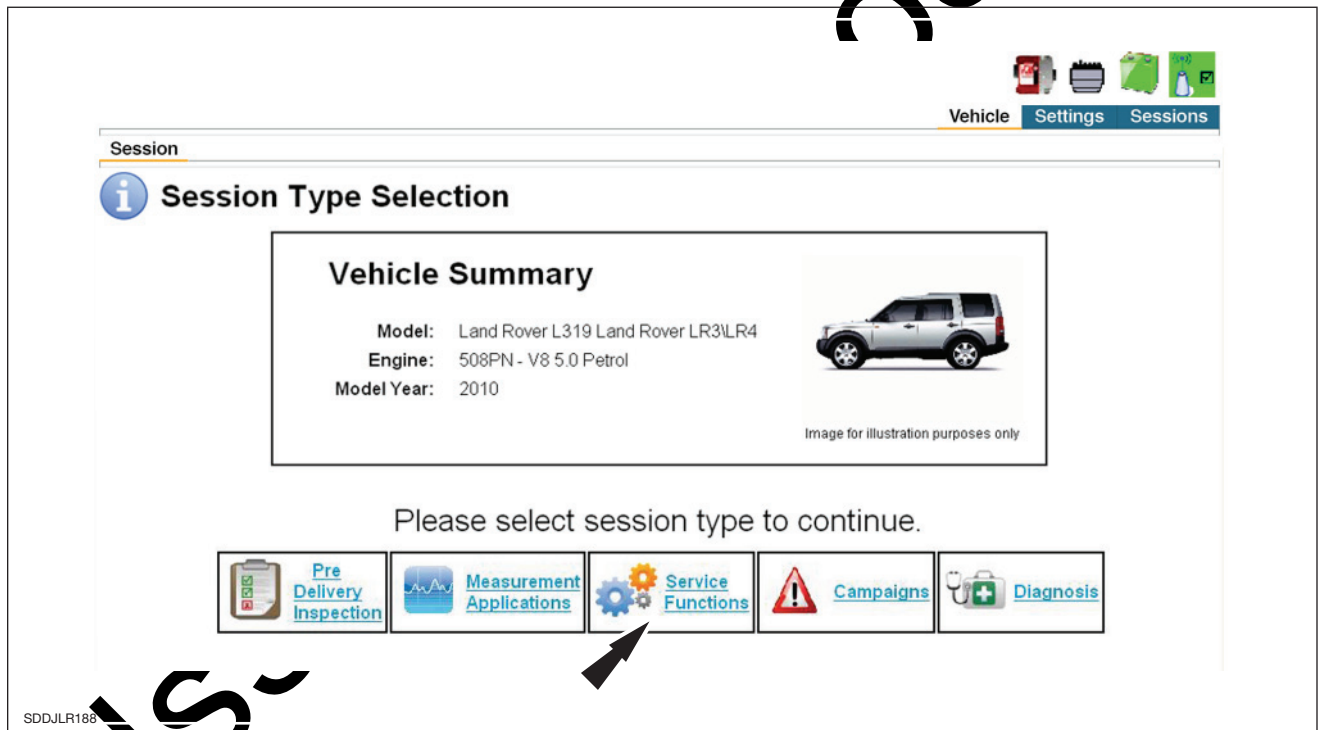 Vehicle Settings Sessions
Session
Session Type Selection
Vehicle Summary
Model: Land Rover L319 Land Rover LR3\LR4
Engine: 508PN - V8 5.0 Petrol
Model Year: 2010
Image for illustration purposes only
Please select session type to continue.
Pre
Delivery
Inspection
Measurement
Applications
Service
Functions
Campaigns
Diagnosis
SDDJLR188